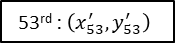 53ʳᵈ : (x′₅₃, y′₅₃)